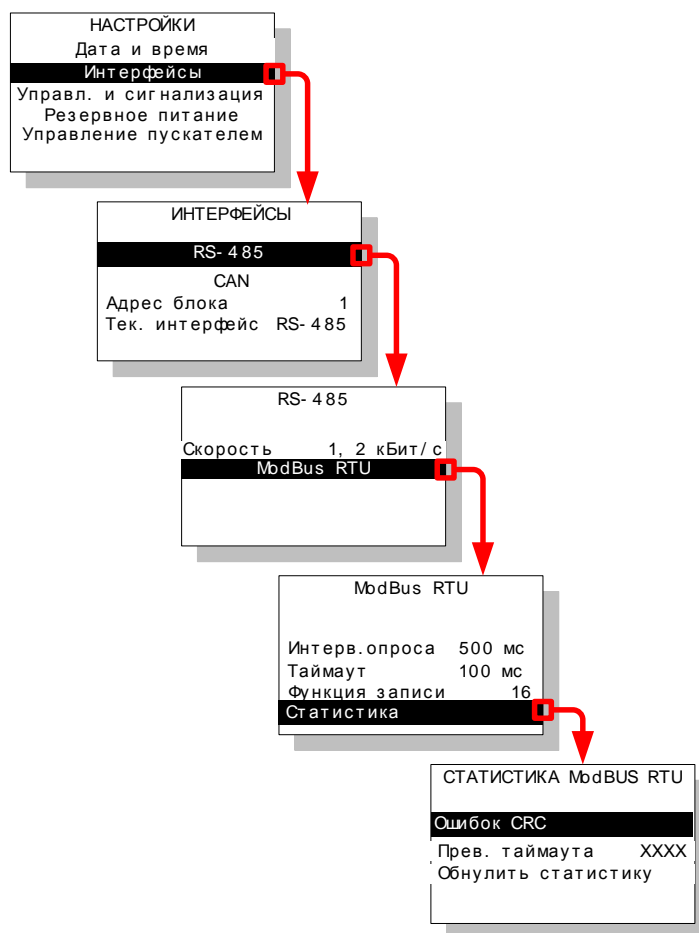 НАСТРОЙКИ
Дата и время
Интерфейсы
Управл. и сигнализация
Резервное питание
Управление пускателем
ИНТЕРФЕЙСЫ
RS-485
CAN
Адрес блока 1
Тек. интерфейс RS-485
RS-485
Скорость 1,2 кБит/с
ModBus RTU
ModBus RTU
Интерв.опроса 500 мс
Таймаут 100 мс
Функция записи 16
Статистика
СТАТИСТИКА ModBUS RTU
Ошибок CRC
Прев. таймаута XXXX
Обнулить статистику